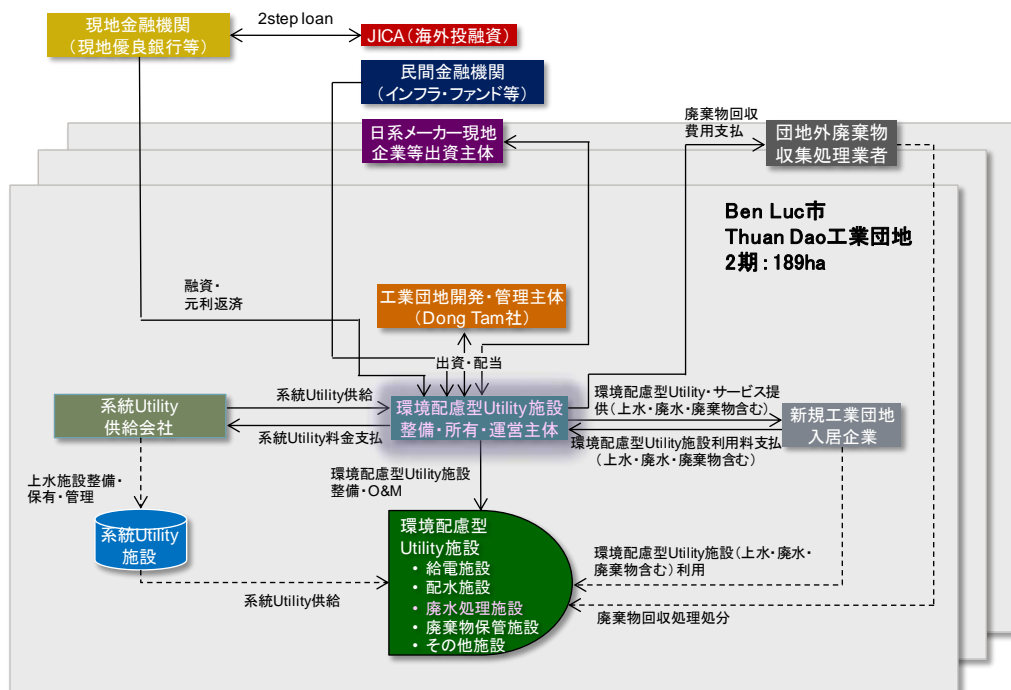 現地金融機関
（現地優良銀行等）
2step loan
JICA（海外投融資）
民間金融機関
（インフラ・ファンド等）
日系メーカー現地
企業等出資主体
廃棄物回収
費用支払
団地外廃棄物
収集処理業者
Ben Luc市
Thuan Dao工業団地
2期：189ha
融資・
元利返済
工業団地開発・管理主体
（Dong Tam社）
出資・配当
系統Utility
供給会社
系統Utility供給
系統Utility料金支払
環境配慮型Utility施設
整備・所有・運営主体
環境配慮型Utility・サービス提
供（上水・廃水・廃棄物含む）
環境配慮型Utility施設利用料支払
（上水・廃水・廃棄物含む）
新規工業団地
入居企業
上水施設整備・
保有・管理
環境配慮型Utility施設
整備・O&M
系統Utility
施設
系統Utility供給
環境配慮型
Utility施設
・給電施設
・配水施設
・廃水処理施設
・廃棄物保管施設
・その他施設
環境配慮型Utility施設（上水・廃水・
廃棄物含む）利用
廃棄物回収処理処分